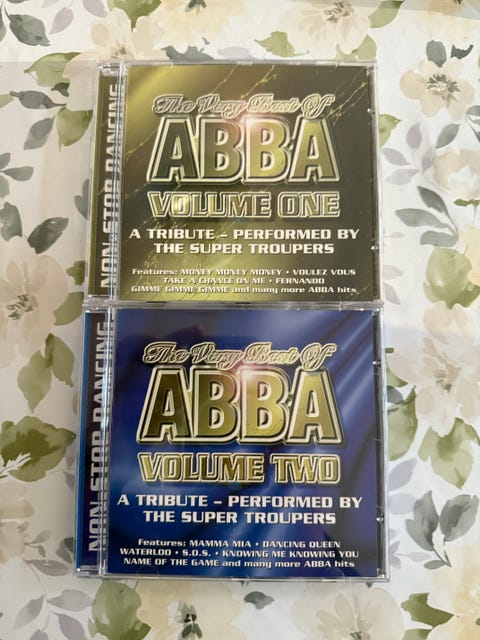 NON-STOP DANCING
The Very Best Of
ABBA
VOLUME ONE
A TRIBUTE – PERFORMED BY
THE SUPER TROUPERS
Features: MONEY MONEY MONEY • VOULEZ VOUS
TAKE A CHANCE ON ME • FERNANDO
GIMME GIMME GIMME and many more ABBA hits
NON-STOP DANCING
The Very Best Of
ABBA
VOLUME TWO
A TRIBUTE – PERFORMED BY
THE SUPER TROUPERS
Features: MAMMA MIA • DANCING QUEEN
WATERLOO • S.O.S. • KNOWING ME KNOWING YOU
NAME OF THE GAME and many more ABBA hits